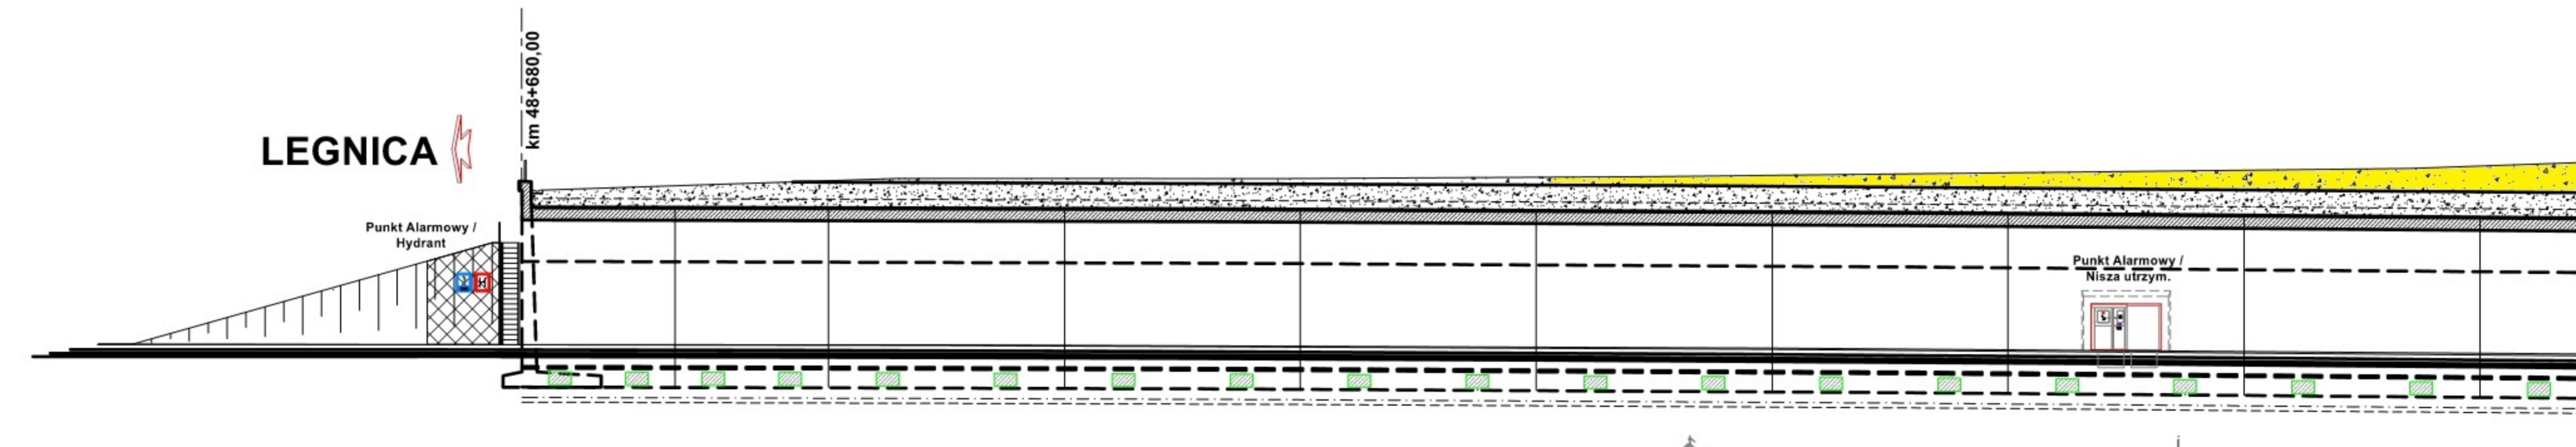 km 48+680,00
LEGNICA
Punkt Alarmowy /
Hydrant
Punkt Alarmowy /
Nisza utrzym.